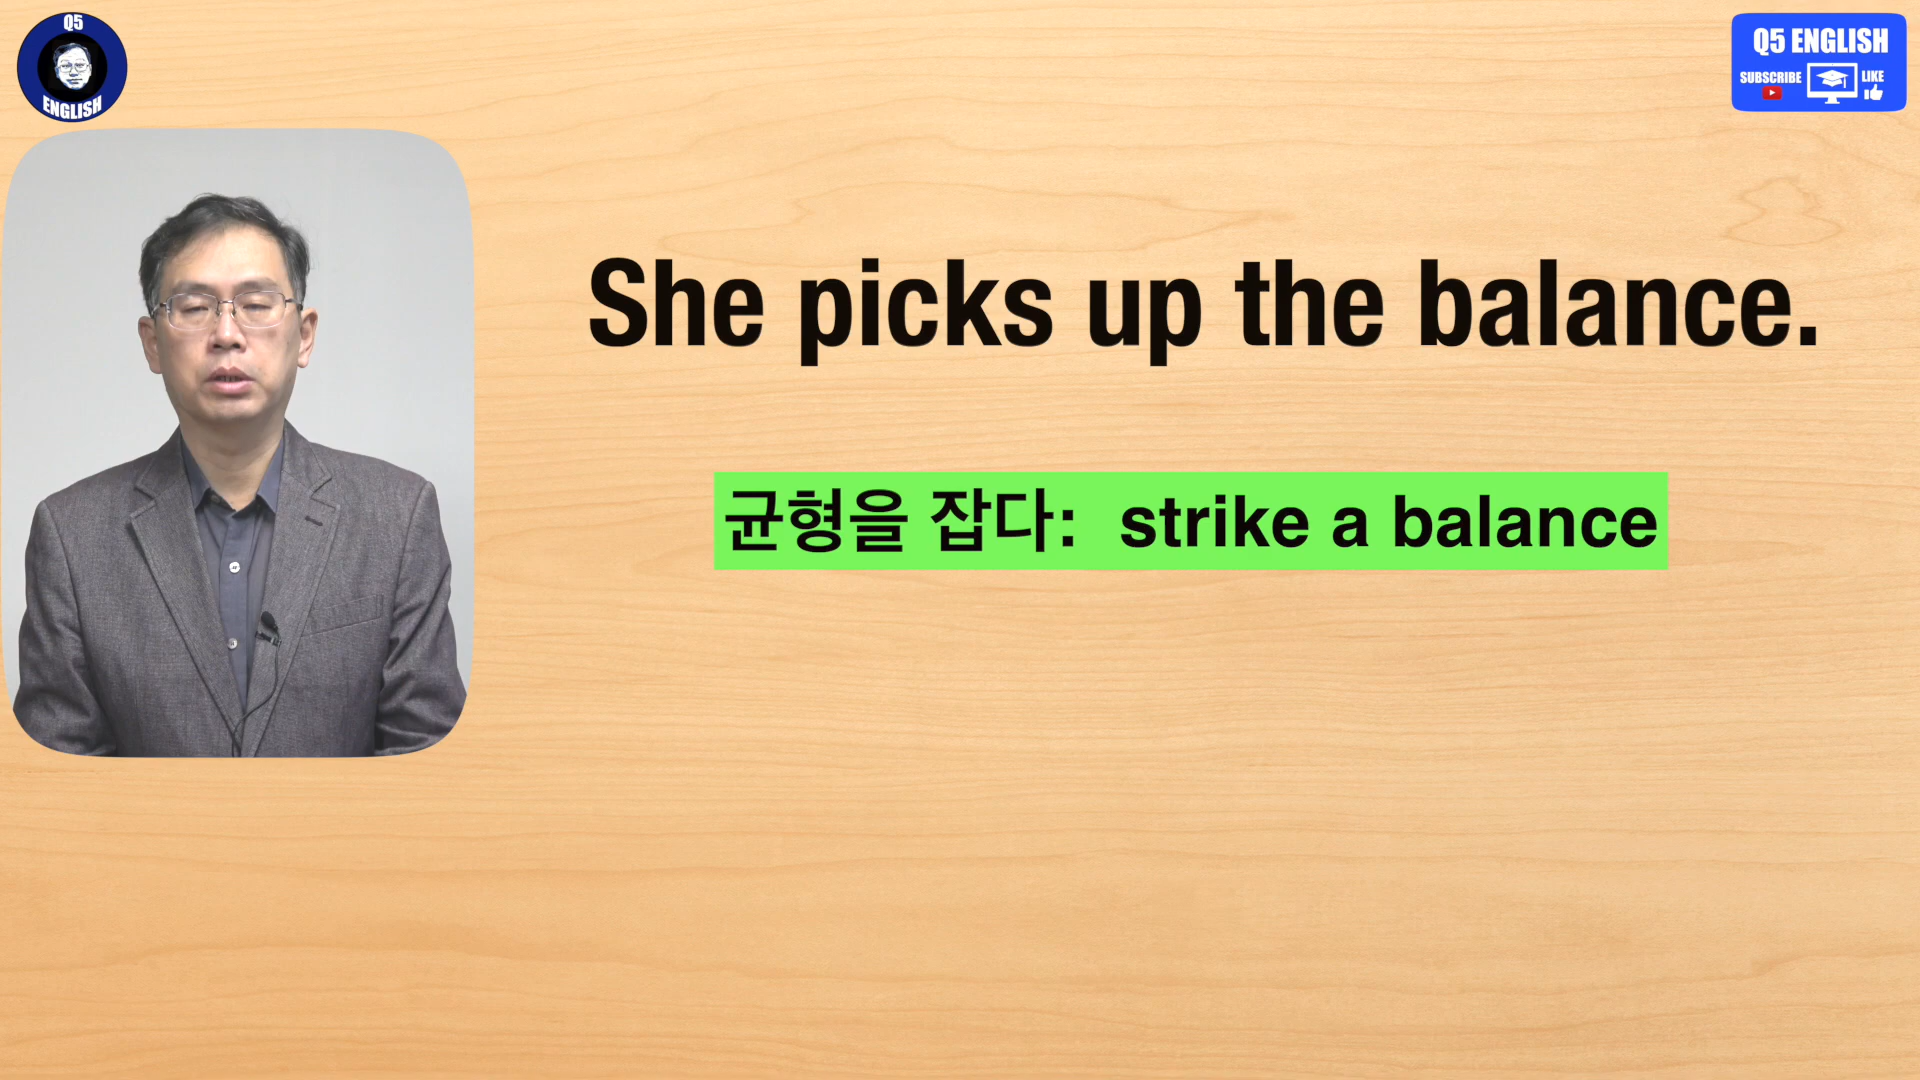 Q5
ENGLISH
Q5 ENGLISH
SUBSCRIBE
LIKE
She picks up the balance.
균형을 잡다: strike a balance